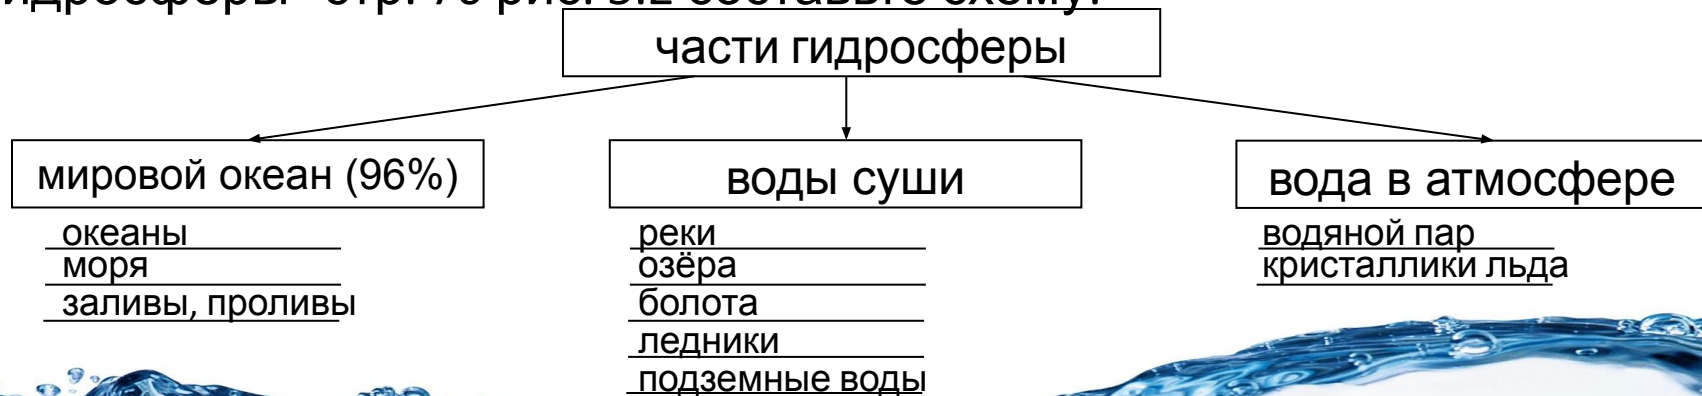 части гидросферы
мировой океан (96%)
океаны
моря
заливы, проливы
воды суши
реки
озёра
болота
ледники
подземные воды
вода в атмосфере
водяной пар
кристаллики льда